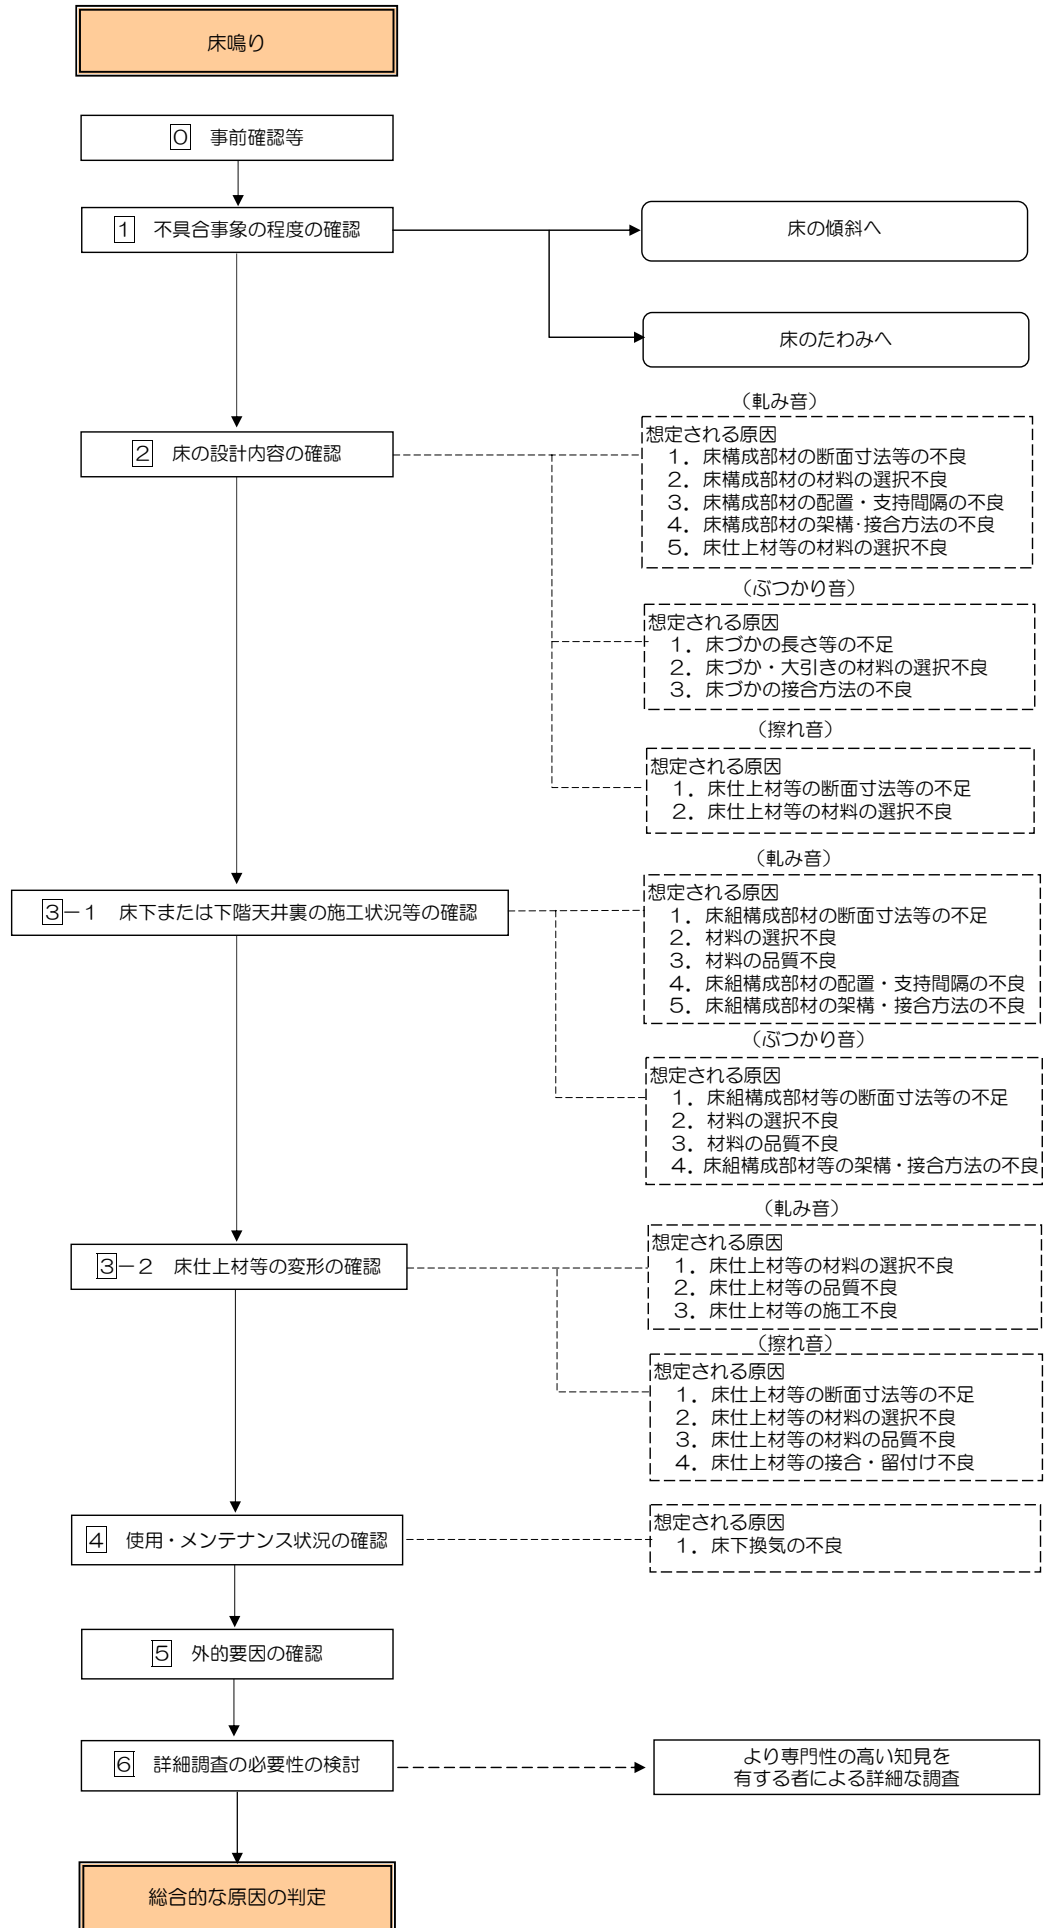 床鳴り
0 事前確認等
1 不具合事象の程度の確認
床の傾斜へ
床のたわみへ
(軋み音)
2 床の設計内容の確認
想定される原因
1．床構成部材の断面寸法等の不良
2．床構成部材の材料の選択不良
3．床構成部材の配置・支持間隔の不良
4．床構成部材の架構･接合方法の不良
5．床仕上材等の材料の選択不良
(ぶつかり音)
想定される原因
1．床づかの長さ等の不足
2．床づか・大引きの材料の選択不良
3．床づかの接合方法の不良
(擦れ音)
想定される原因
1．床仕上材等の断面寸法等の不足
2．床仕上材等の材料の選択不良
(軋み音)
3－1 床下または下階天井裏の施工状況等の確認
想定される原因
1．床組構成部材の断面寸法等の不足
2．材料の選択不良
3．材料の品質不良
4．床組構成部材の配置・支持間隔の不良
5．床組構成部材の架構・接合方法の不良
(ぶつかり音)
想定される原因
1．床組構成部材等の断面寸法等の不足
2．材料の選択不良
3．材料の品質不良
4．床組構成部材等の架構・接合方法の不良
(軋み音)
3－2 床仕上材等の変形の確認
想定される原因
1．床仕上材等の材料の選択不良
2．床仕上材等の品質不良
3．床仕上材等の施工不良
(擦れ音)
想定される原因
1．床仕上材等の断面寸法等の不足
2．床仕上材等の材料の選択不良
3．床仕上材等の材料の品質不良
4．床仕上材等の接合・留付け不良
4 使用・メンテナンス状況の確認
想定される原因
1．床下換気の不良
5 外的要因の確認
6 詳細調査の必要性の検討
より専門性の高い知見を
有する者による詳細な調査
総合的な原因の判定